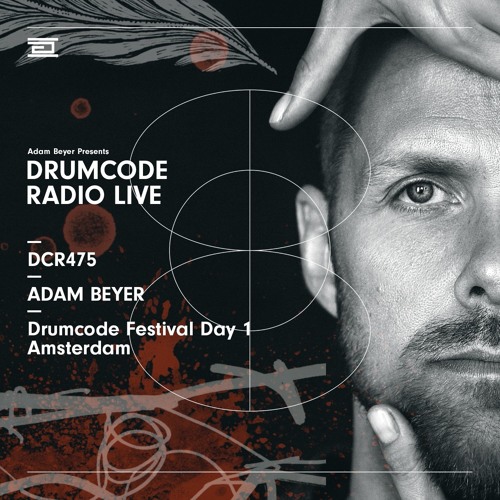 Adam Beyer Presents
DRUMCODE
RADIO LIVE
DCR475
ADAM BEYER
Drumcode Festival Day 1
Amsterdam